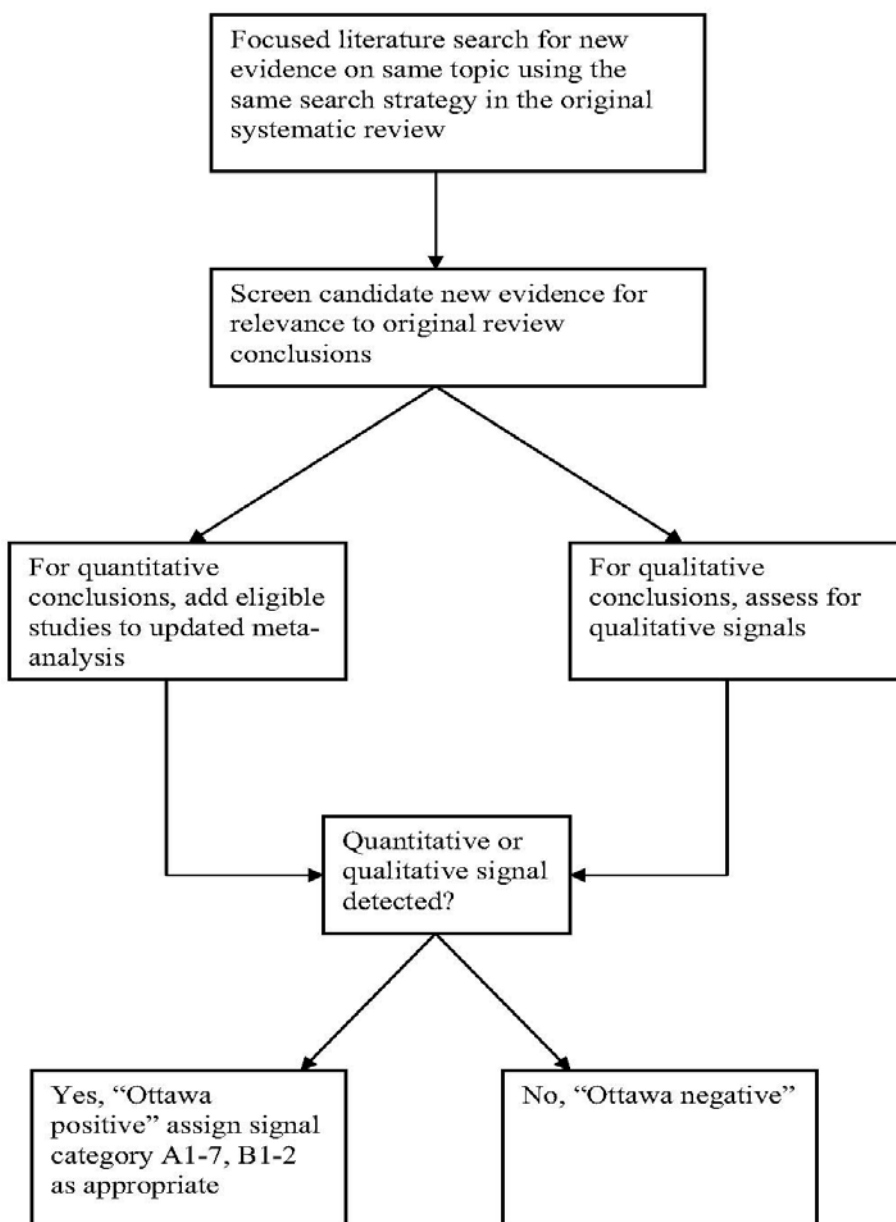 Focused literature search for new
evidence on same topic using the
same search strategy in the original
systematic review
Screen candidate new evidence for
relevance to original review
conclusions
For quantitative
conclusions, add eligible
studies to updated meta-
analysis
For qualitative
conclusions, assess for
qualitative signals
Quantitative or
qualitative signal
detected?
Yes, “Ottawa
positive” assign signal
category A1-7, B1-2
as appropriate
No, “Ottawa negative”